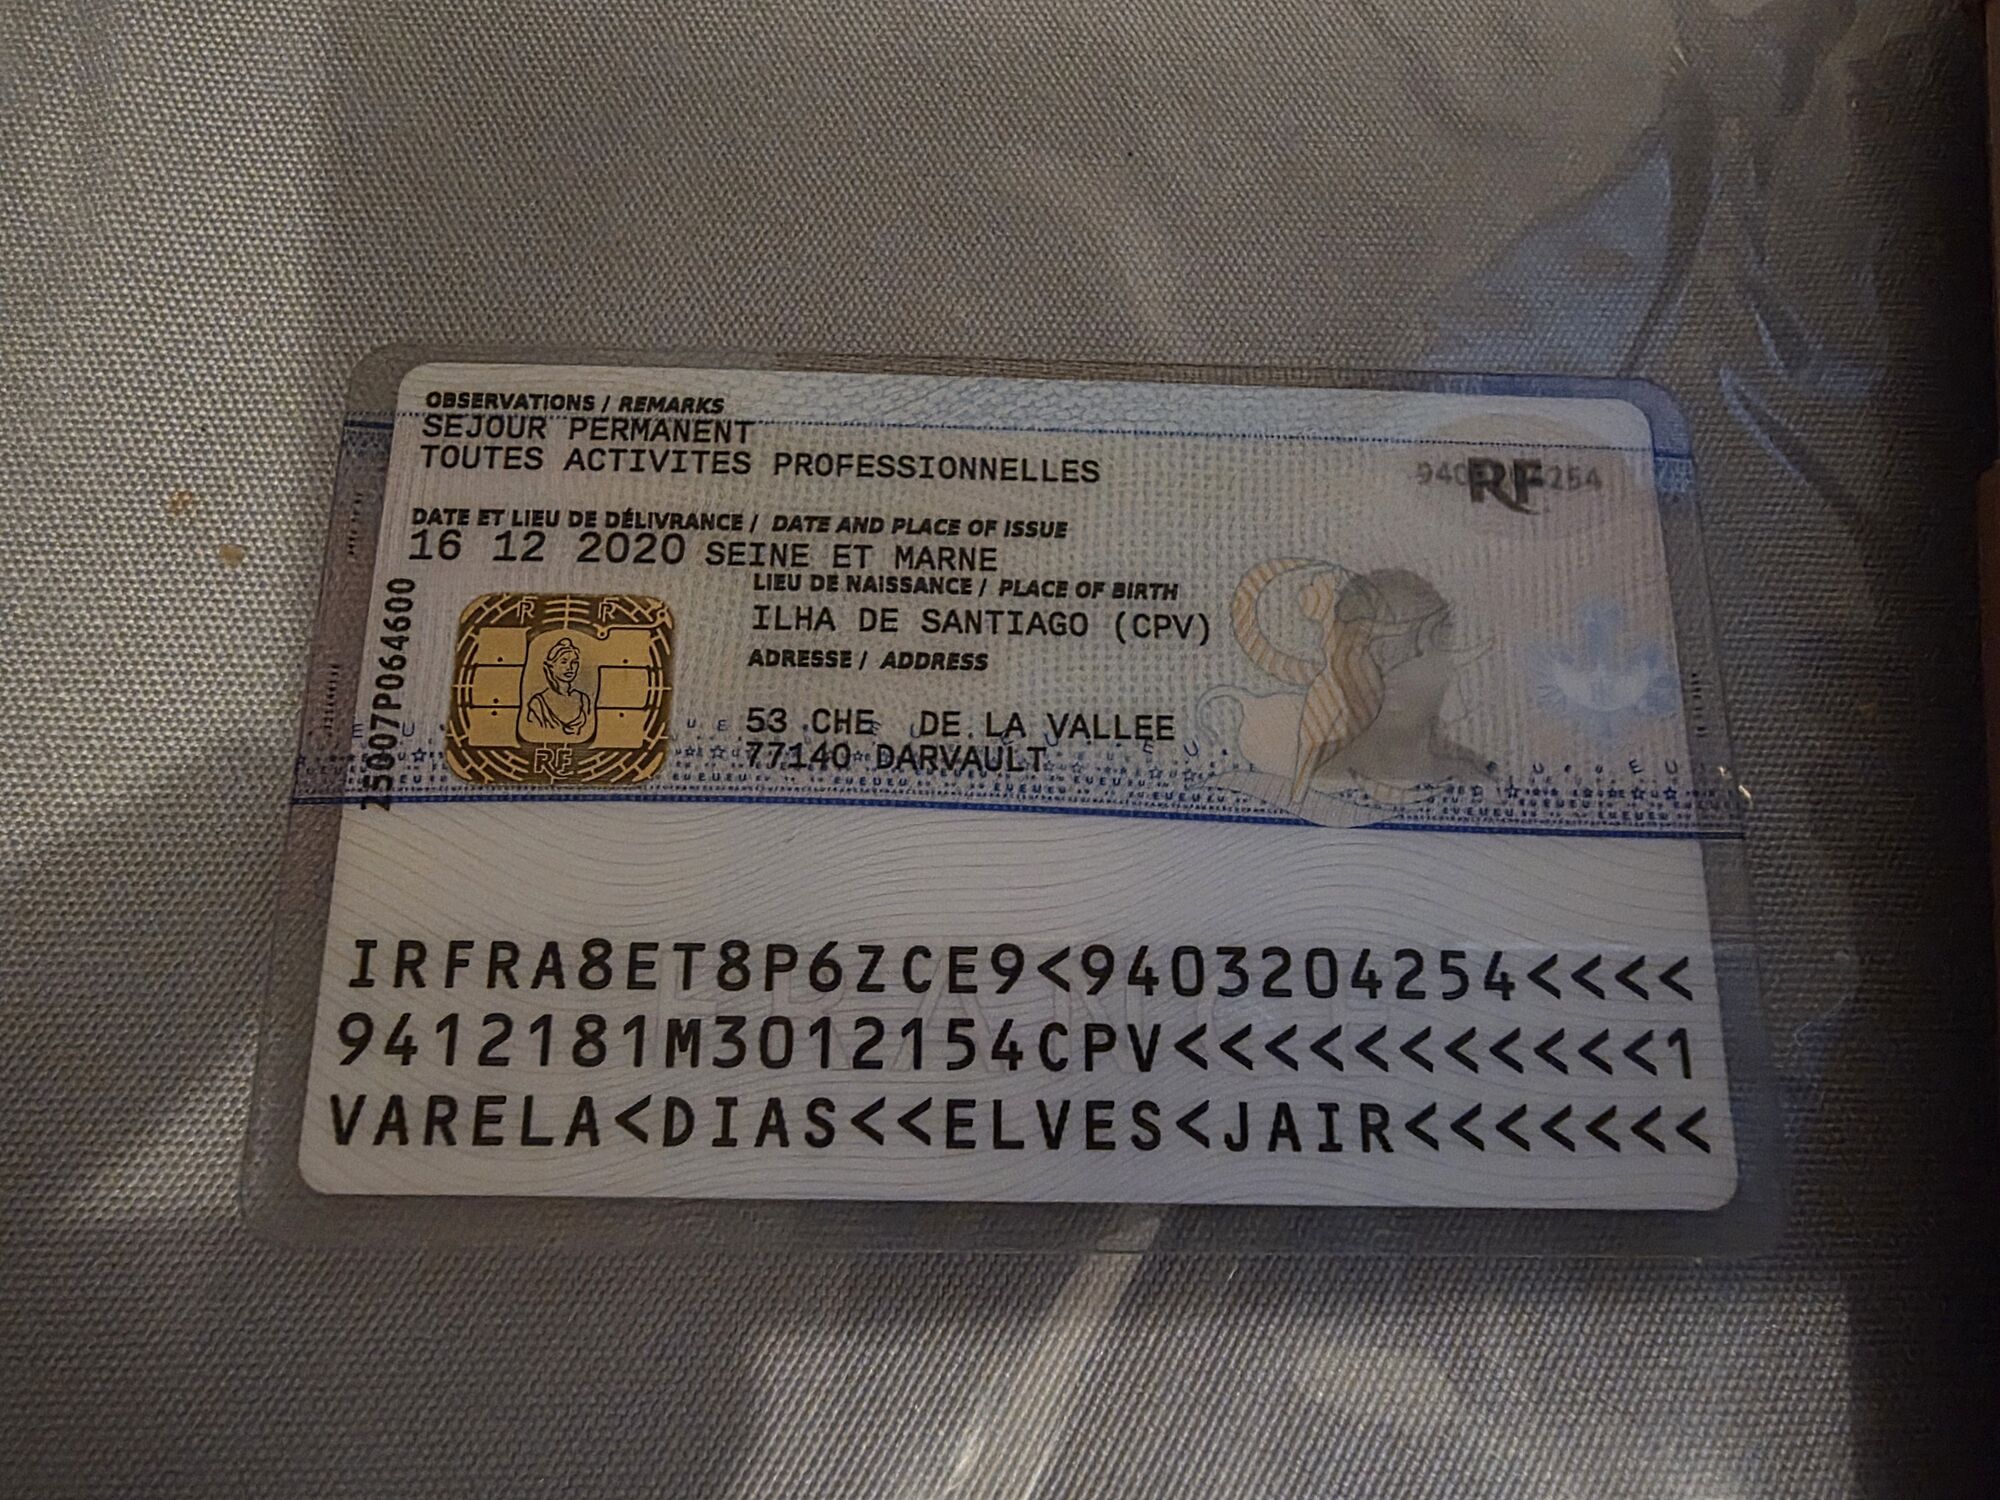 OBSERVATIONS / REMARKS
SEJOUR PERMANENT
TOUTES ACTIVITES PROFESSIONNELLES
DATE ET LIEU DE DÉLIVRANCE / DATE AND PLACE OF ISSUE
16 12 2020 SEINE ET MARNE
LIEU DE NAISSANCE / PLACE OF BIRTH
ILHA DE SANTIAGO (CPV)
ADRESSE / ADDRESS
53 CHE DE LA VALLEE
77140 DARVAULT
RF
RF
IRFRA8ET8P6ZCE9<9403204254<<<<
9412181M3012154CPV<<<<<<<<<<<1
VARELA<DIAS<<ELVES<JAIR<<<<<<<